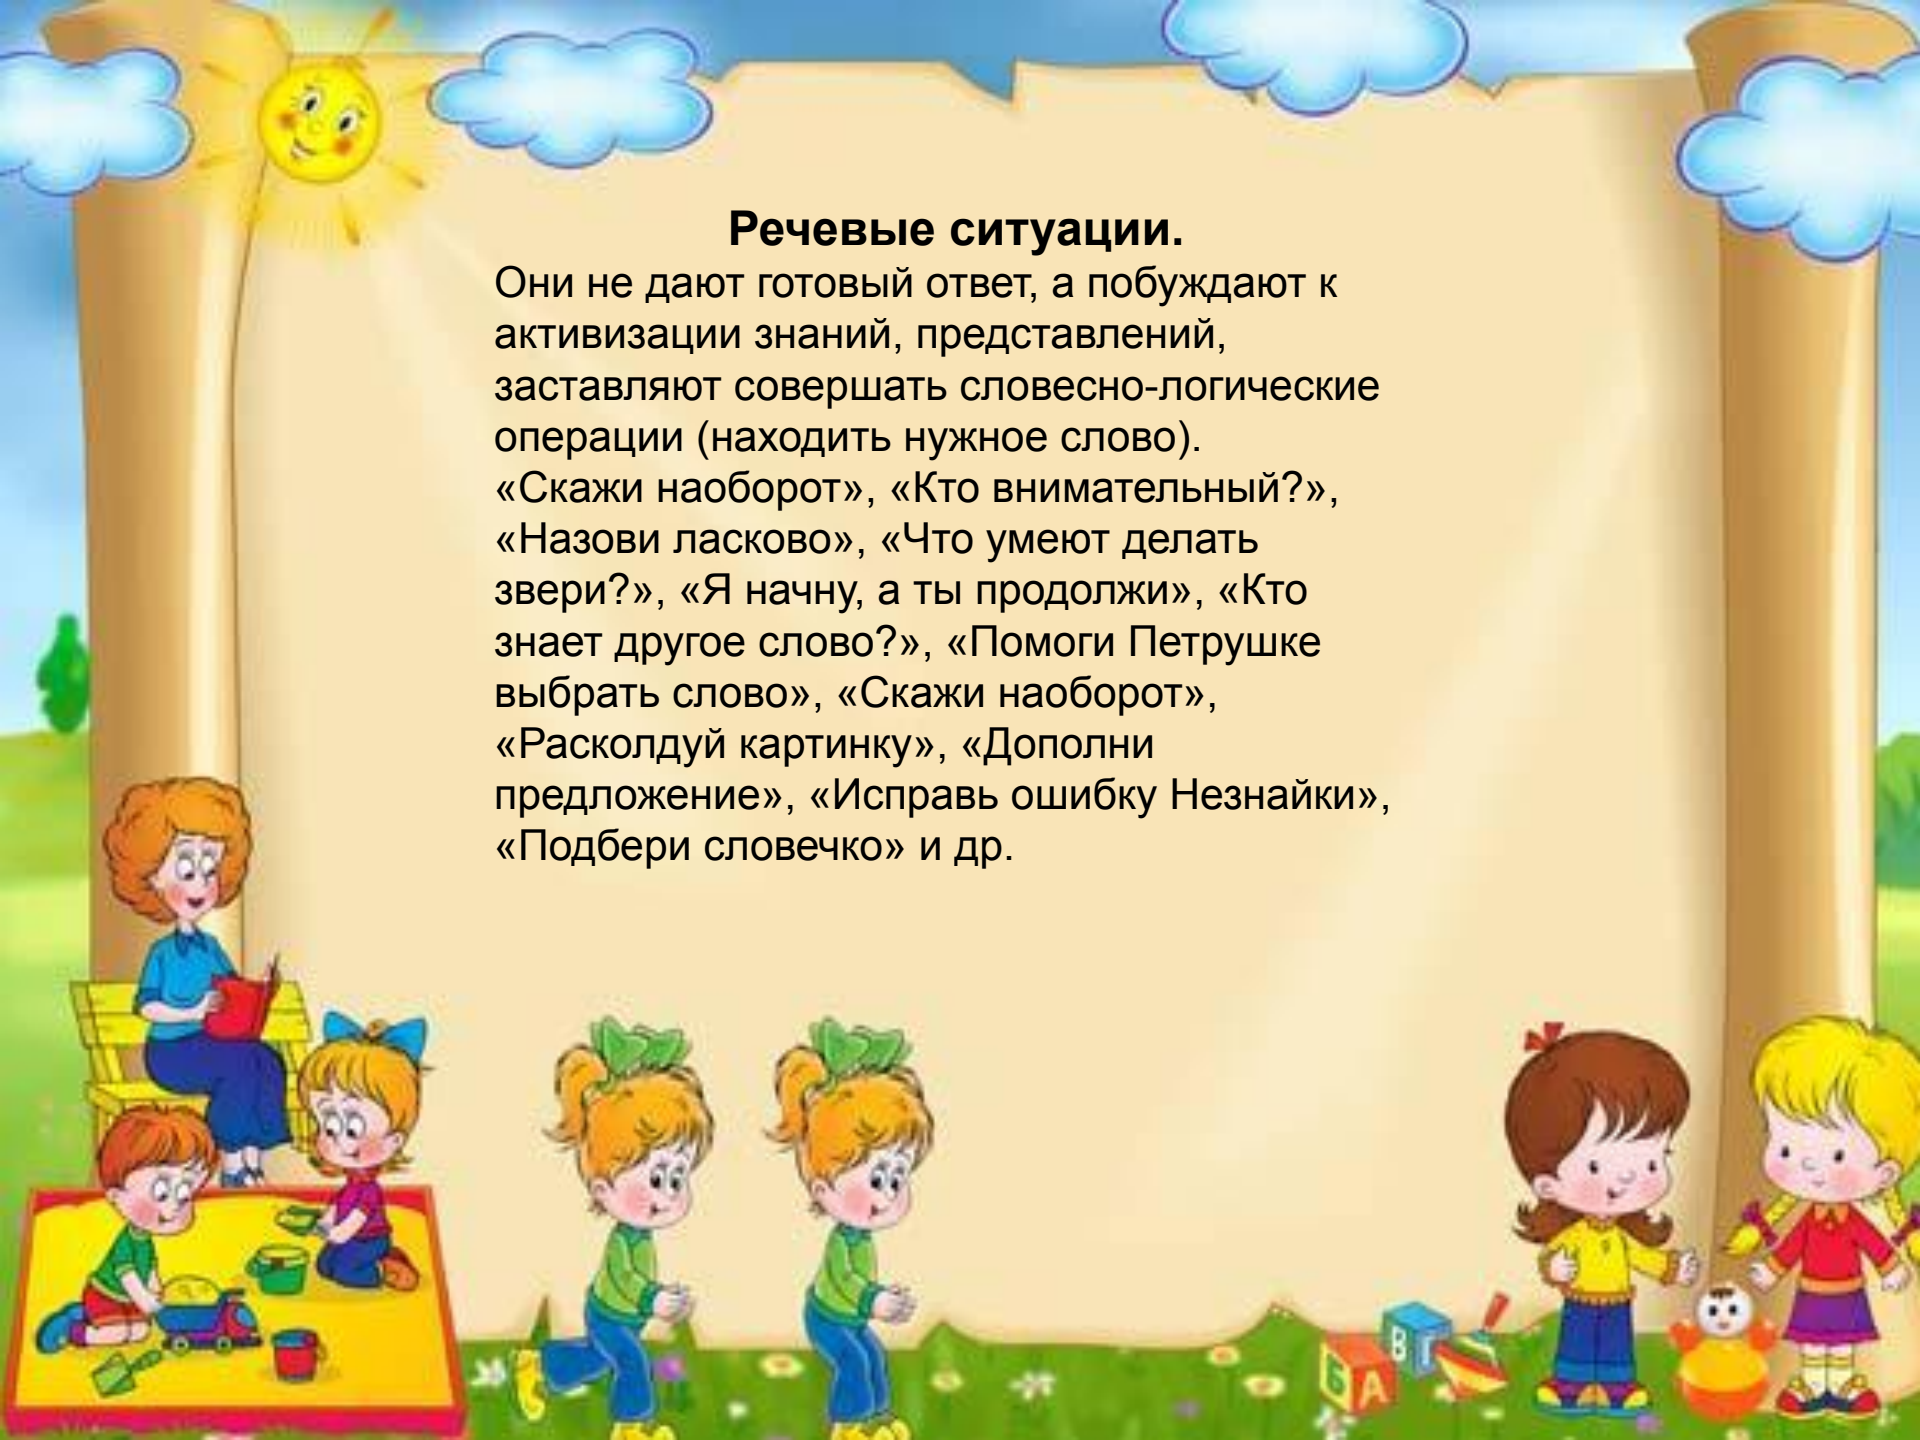 Речевые ситуации.
Они не дают готовый ответ, а побуждают к
активизации знаний, представлений,
заставляют совершать словесно-логические
операции (находить нужное слово).
«Скажи наоборот», «Кто внимательный?»,
«Назови ласково», «Что умеют делать
звери?», «Я начну, а ты продолжи», «Кто
знает другое слово?», «Помоги Петрушке
выбрать слово», «Скажи наоборот»,
«Расколдуй картинку», «Дополни
предложение», «Исправь ошибку Незнайки»,
«Подбери словечко» и др.
В Г
Б А